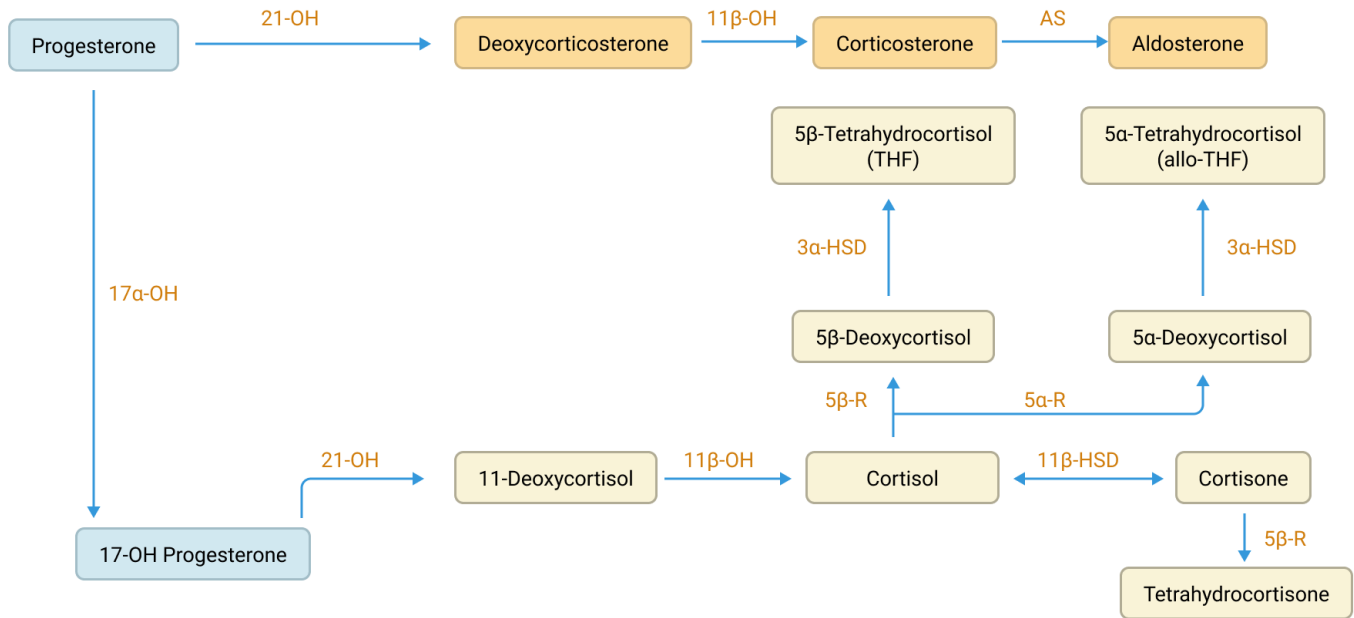 21-OH
11β-OH
AS
Progesterone
Deoxycorticosterone
Corticosterone
Aldosterone
5β-Tetrahydrocortisol
(THF)
5α-Tetrahydrocortisol
(allo-THF)
3α-HSD
3α-HSD
17α-OH
5β-Deoxycortisol
5α-Deoxycortisol
5β-R
5α-R
21-OH
11β-OH
11β-HSD
11-Deoxycortisol
Cortisol
Cortisone
17-OH Progesterone
5β-R
Tetrahydrocortisone